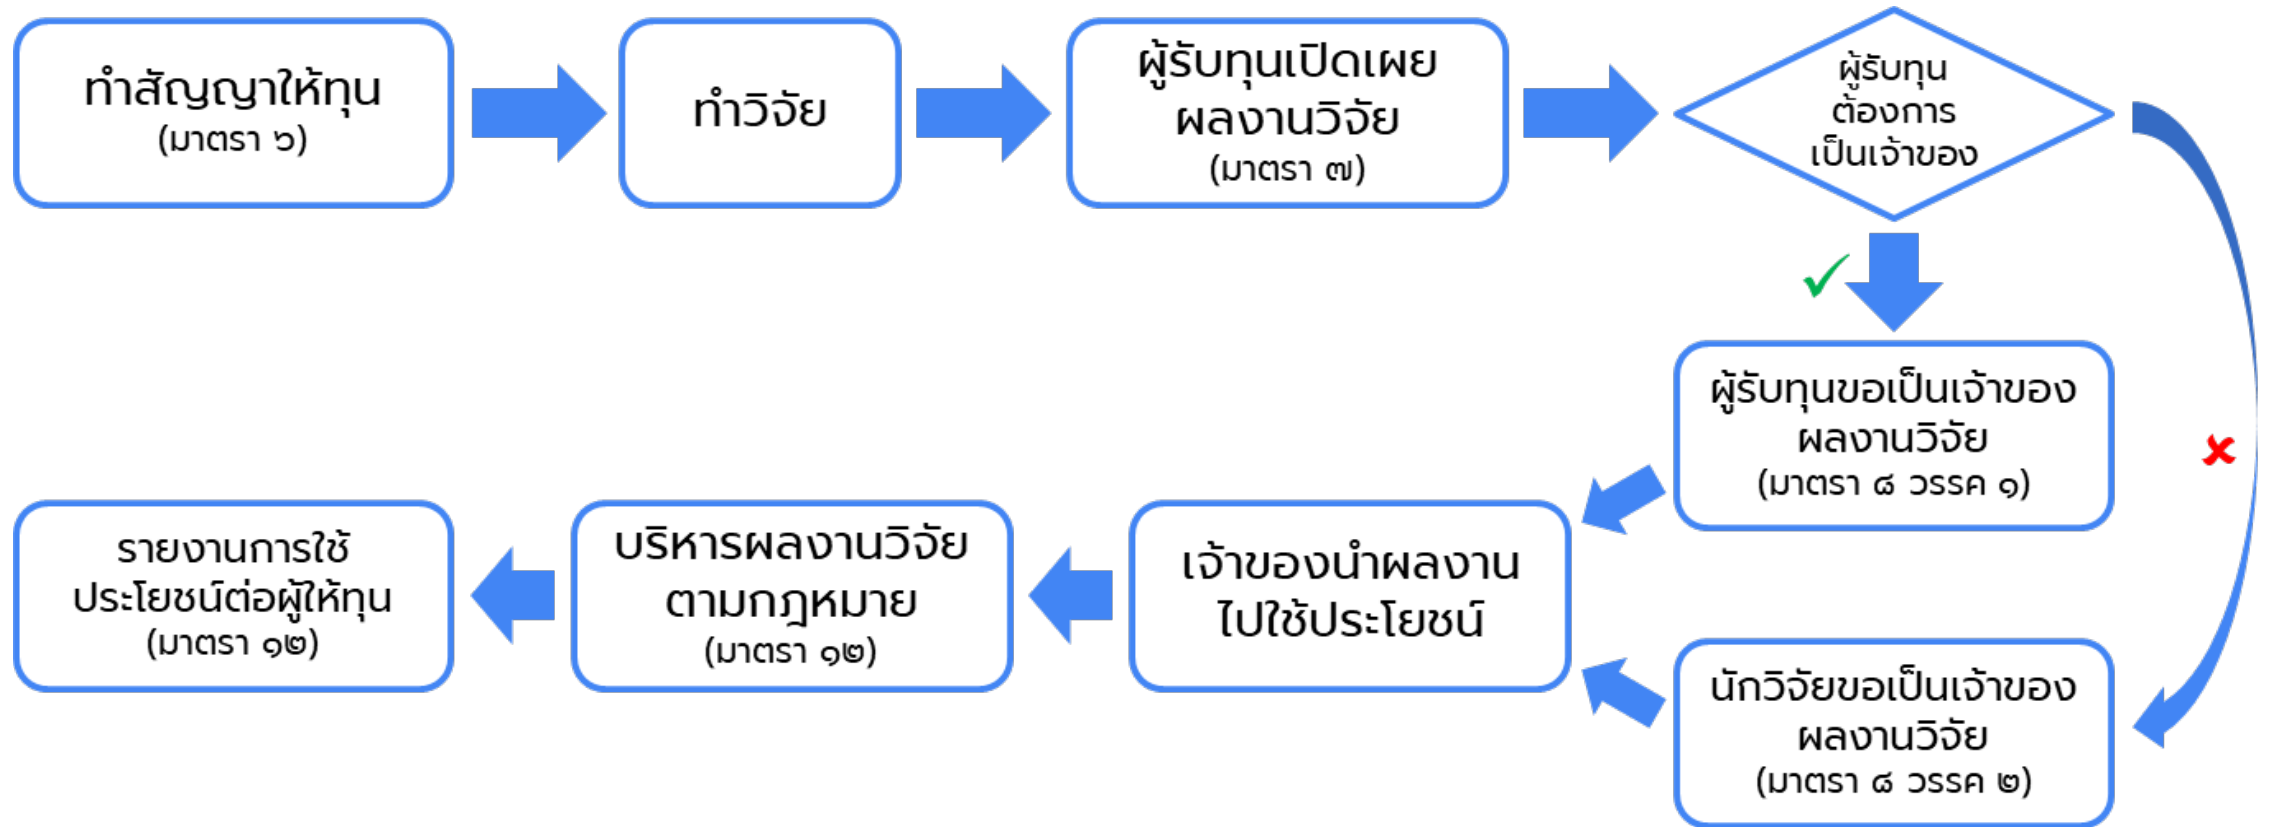 ทำสัญญาให้ทุน
(มาตรา ๖)
ทำวิจัย
ผู้รับทุนเปิดเผย
ผลงานวิจัย
(มาตรา ๗)
ผู้รับทุน
ต้องการ
เป็นเจ้าของ
ผู้รับทุนขอเป็นเจ้าของ
ผลงานวิจัย
(มาตรา ๘ วรรค ๑)
นักวิจัยขอเป็นเจ้าของ
ผลงานวิจัย
(มาตรา ๘ วรรค ๒)
เจ้าของนำผลงาน
ไปใช้ประโยชน์
บริหารผลงานวิจัย
ตามกฎหมาย
(มาตรา ๑๒)
รายงานการใช้
ประโยชน์ต่อผู้ให้ทุน
(มาตรา ๑๒)